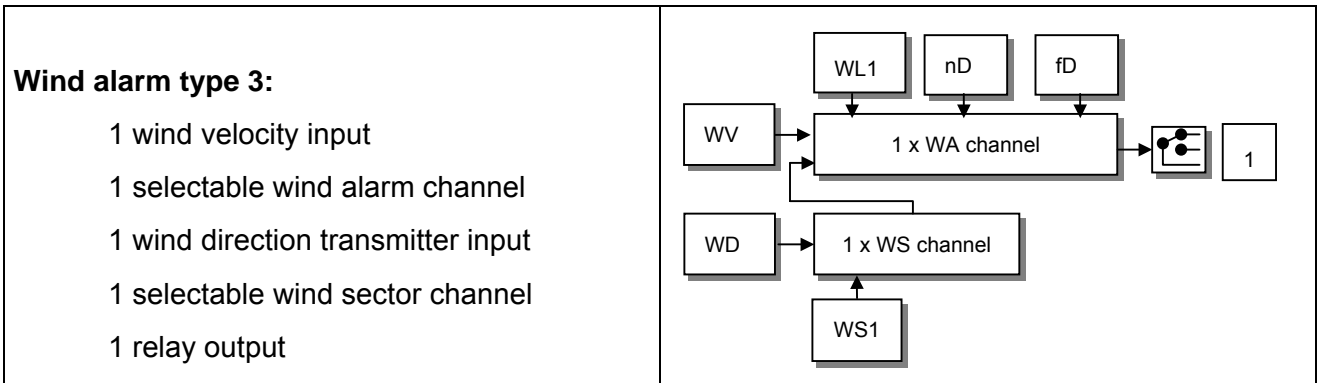 Wind alarm type 3:
1 wind velocity input
1 selectable wind alarm channel
1 wind direction transmitter input
1 selectable wind sector channel
1 relay output
WL1
nD
fD
WV
1 x WA channel
1
WD
1 x WS channel
WS1